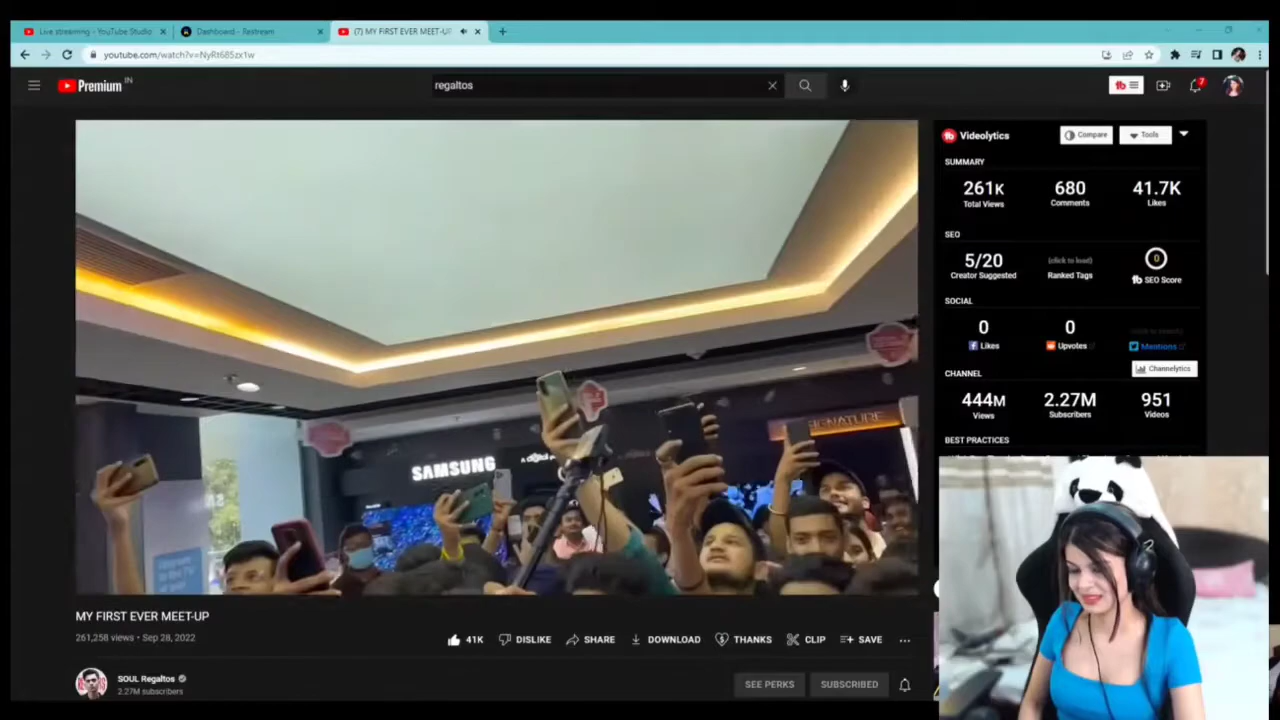 Live streaming - YouTube Studio
Dashboard - Restream
(7) MY FIRST EVER MEET-UP
youtube.com/watch?v=NyRt685zx1w
Premium IN
regaltos
tb
7
Videolytics
Compare
Tools
SUMMARY
261K
680
41.7K
Total Views
Comments
Likes
SEO
5/20
(click to load)
0
Creator Suggested
Ranked Tags
tb SEO Score
SOCIAL
0
0
Likes
Upvotes
Mentions
CHANNEL
Channelytics
444M
2.27M
951
Views
Subscribers
Videos
BEST PRACTICES
SAMSUNG
SIGNATURE
MY FIRST EVER MEET-UP
261,258 views • Sep 28, 2022
41K
DISLIKE
SHARE
DOWNLOAD
THANKS
CLIP
SAVE
SOUL Regaltos
2.27M subscribers
SEE PERKS
SUBSCRIBED